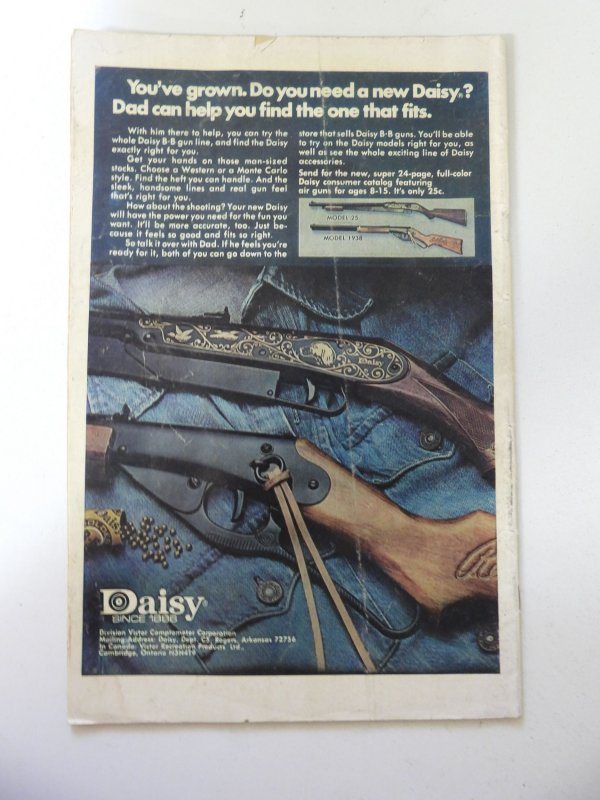 You've grown. Do you need a new Daisy®?
Dad can help you find the one that fits.
With him there to help, you can try the
whole Daisy B·B gun line, and find the Daisy
exactly right for you.
Get your hands on those man-sized
stocks. Choose a Western or a Monte Carlo
style. Find the heft you can handle. And the
sleek, handsome lines and real gun feel
that's right for you.
How about the shooting? Your new Daisy
will have the power you need for the fun you
want. It'll be more accurate, too. Just be-
cause it feels so good and fits so right.
So talk it over with Dad. If he feels you're
ready for it, both of you can go down to the
store that sells Daisy B·B guns. You'll be able
to try on the Daisy models right for you, as
well as see the whole exciting line of Daisy
accessories.
Send for the new, super 24-page, full-color
Daisy consumer catalog featuring
air guns for ages 8-15. It's only 25c.
MODEL 25
MODEL 1938
Daisy
Daisy
Daisy®
SINCE 1886
Division Victor Comptometer Corporation
Mailing Address: Daisy, Dept. C5, Rogers, Arkansas 72756
In Canada: Victor Recreation Products Ltd.,
Cambridge, Ontario